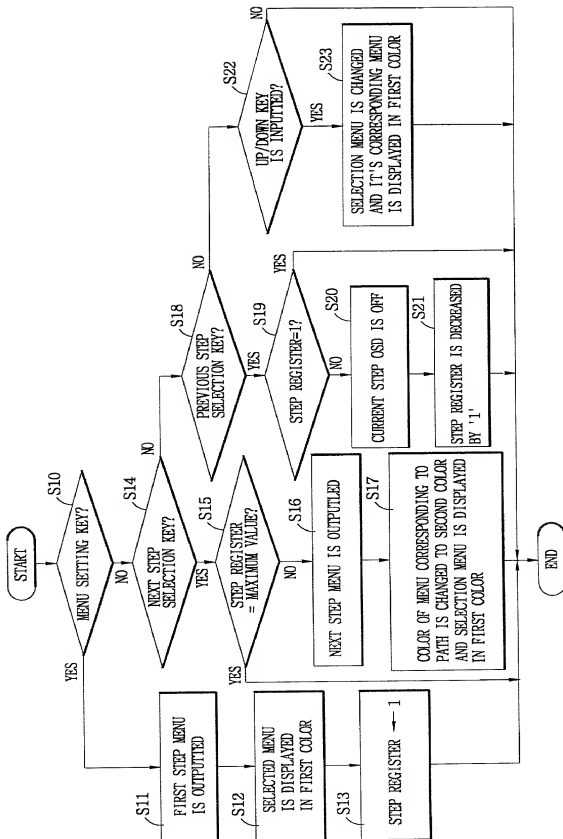 START
S10
MENU SETTING KEY?
YES
NO
S11
FIRST STEP MENU
IS OUTPUTTED
S12
SELECTED MENU
IS DISPLAYED
IN FIRST COLOR
S13
STEP REGISTER ← 1
S14
NEXT STEP
SELECTION KEY?
NO
YES
S15
STEP REGISTER
= MAXIMUM VALUE?
YES
NO
S16
NEXT STEP MENU IS OUTPUTLED
S17
COLOR OF MENU CORRESPONDING TO
PATH IS CHANGED TO SECOND COLOR
AND SELECTION MENU IS DISPLAYED
IN FIRST COLOR
S18
PREVIOUS STEP
SELECTION KEY?
NO
YES
S19
STEP REGISTER=1?
YES
NO
S20
CURRENT STEP OSD IS OFF
S21
STEP REGISTER IS DECREASED
BY '1'
S22
UP/DOWN KEY
IS INPUTTED?
NO
YES
S23
SELECTION MENU IS CHANGED
AND IT'S CORRESPONDING MENU
IS DISPLAYED IN FIRST COLOR
END